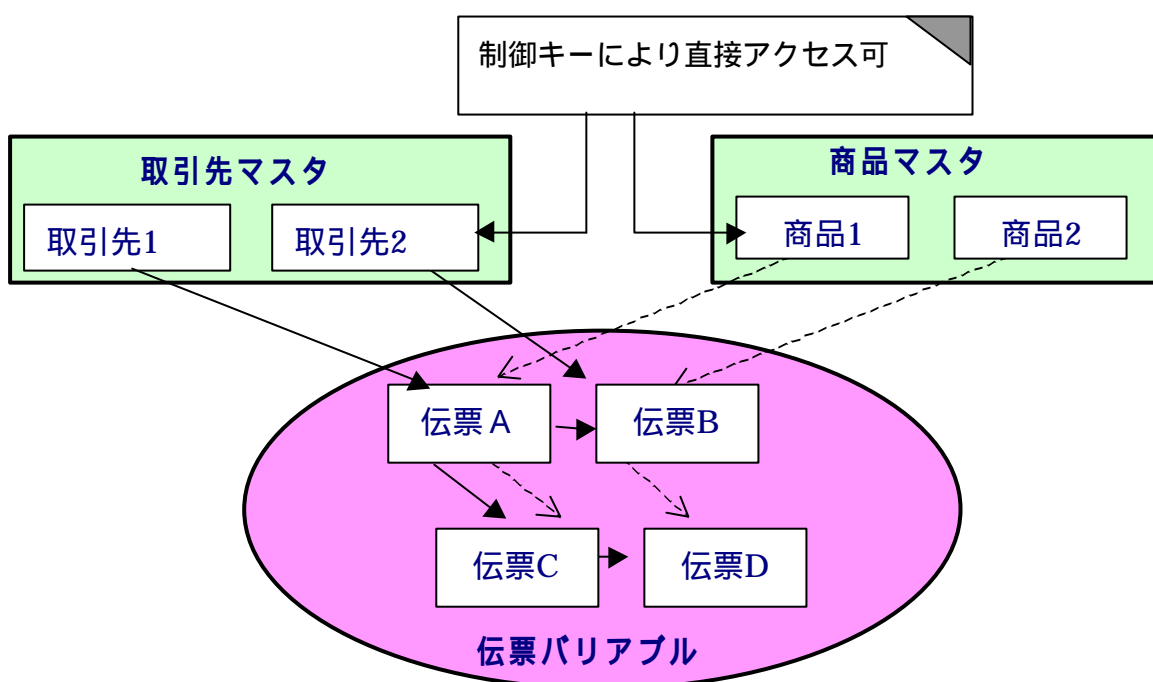 制御キーにより直接アクセス可
取引先マスタ
商品マスタ
取引先1
取引先2
商品1
商品2
伝票A
伝票B
伝票C
伝票D
伝票バリアブル